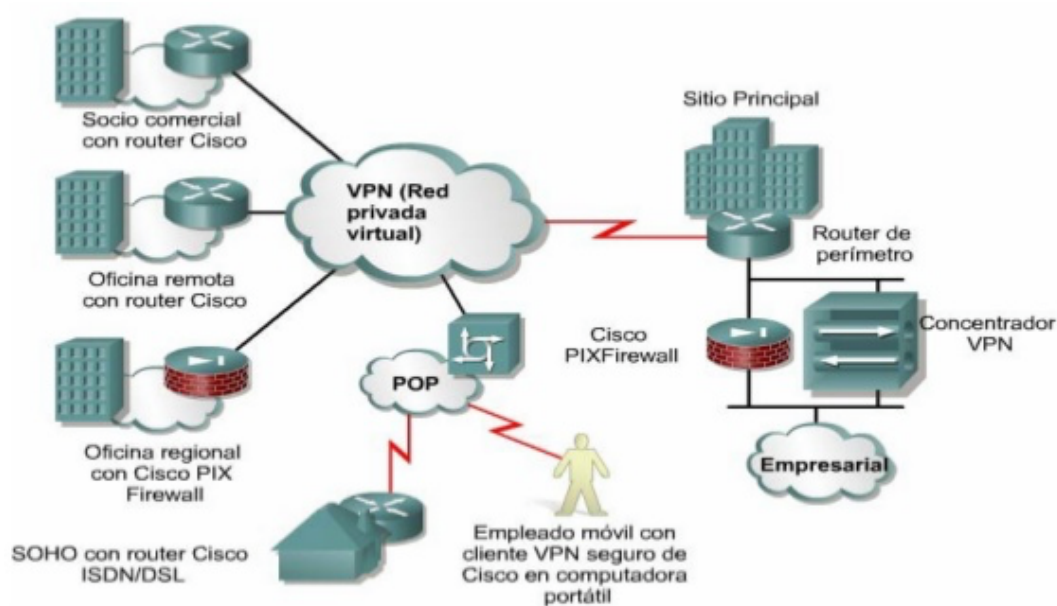 Socio comercial
con router Cisco
Oficina remota
con router Cisco
Oficina regional
con Cisco PIX
Firewall
VPN (Red
privada
virtual)
POP
SOHO con router Cisco
ISDN/DSL
Empleado móvil con
cliente VPN seguro de
Cisco en computadora
portátil
Sitio Principal
Router de
perímetro
Cisco
PIXFirewall
Concentrador
VPN
Empresarial